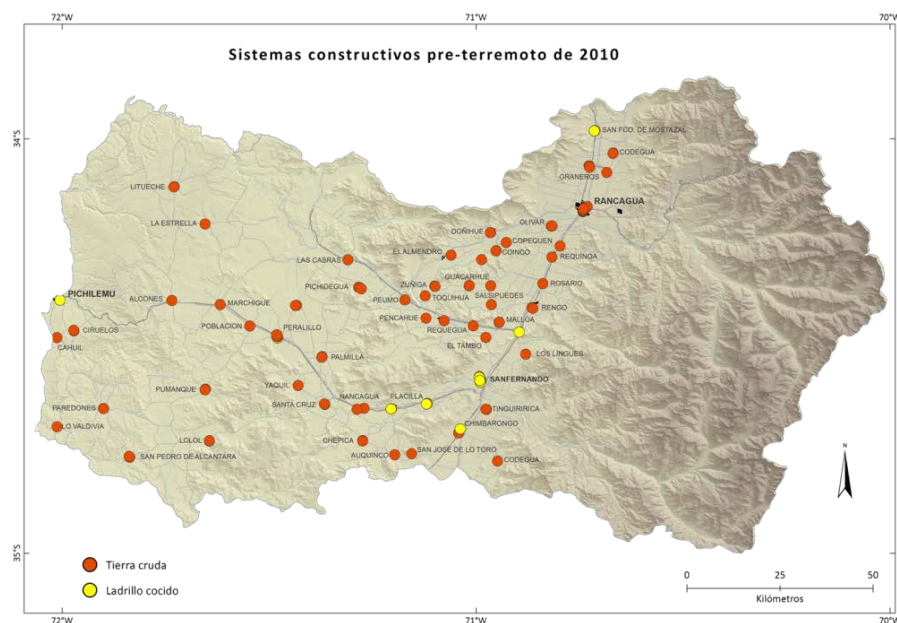 72°W
71°W
70°W
Sistemas constructivos pre-terremoto de 2010
34°S
SAN FCO. DE MOSTAZAL
CODEGUA
GRANEROS
LITUECHE
RANCAGUA
LA ESTRELLA
OLIVAR
DOÑIHUE
COPEQUEN
EL ALMENDRO
COINCO
REQUINOA
LAS CABRAS
GUACARHUE
PICHIDEGUA
ZUÑIGA
ROSARIO
PICHILEMU
ALCONES
MARCHIGUE
PEUMO
TOQUIHUA
SALSIPUEDES
RENGO
PENCAHUE
MALLOA
CIRUELOS
POBLACION
PERALILLO
REQUEGUA
CAHUIL
EL TAMBO
PALMILLA
LOS LINGUES
YAQUIL
SANFERNANDO
PUMANQUE
NANCAGUA
PLACILLA
PAREDONES
SANTA CRUZ
TINGUIRIRICA
LO VALDIVIA
CHIMBARONGO
LOLOL
CHEPICA
SAN JOSE DE LO TORO
SAN PEDRO DE ALCANTARA
AUQUINCO
CODEGUA
N
35°S
Tierra cruda
Ladrillo cocido
0 25 50
Kilómetros
72°W
71°W
70°W